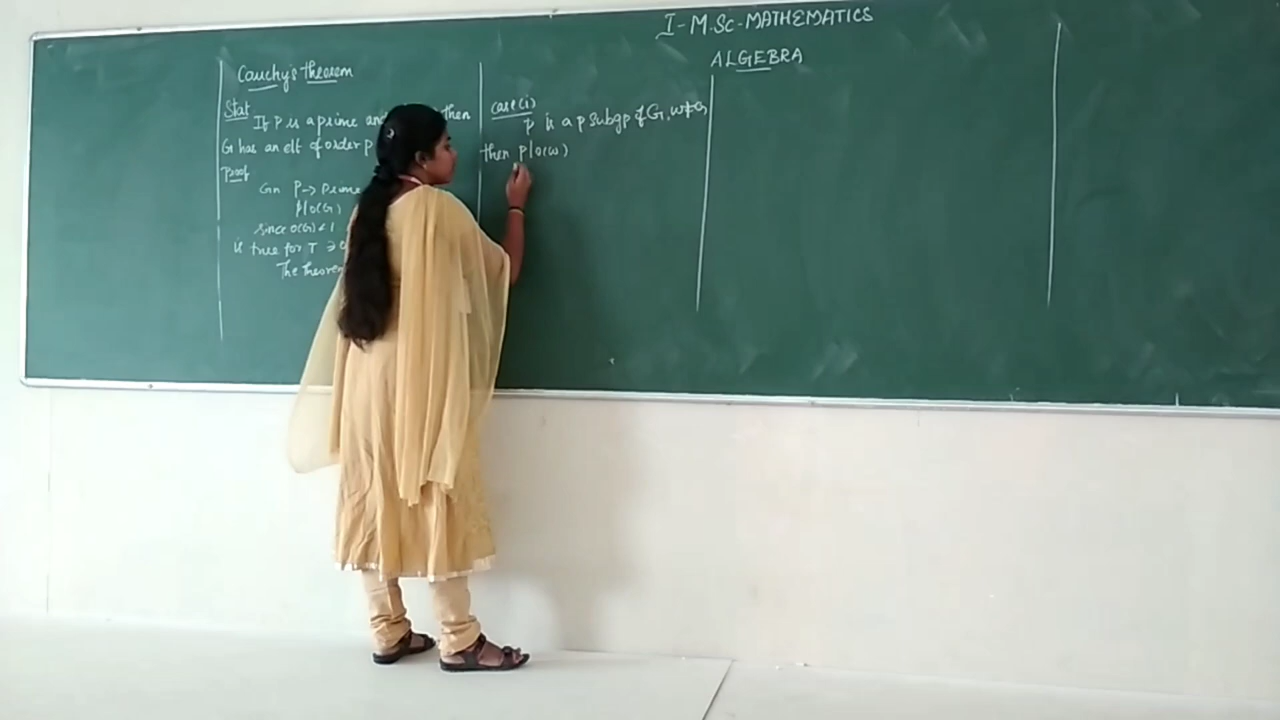 I-M.Sc-MATHEMATICS
ALGEBRA
Cauchy's theorem
Stat
If P is a prime an then
G has an elt of order P
Proof
Gn P→ Prime
p/o(G)
since o(G)<1
is true for T ∋
The theorem
case(i)
P is a p subgp of G, w≠G
then p|o(w)